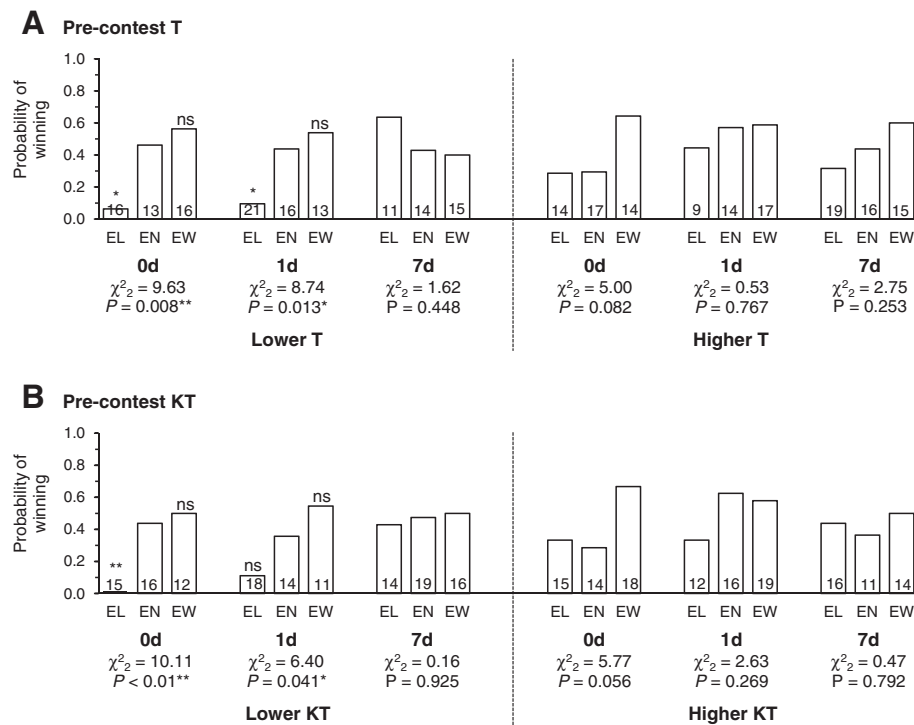 A Pre-contest T
Probability of
winning
1.0
0.8
0.6
0.4
0.2
0.0
* ns * ns
16 13 16 21 16 13 11 14 15 14 17 14 9 14 17 19 16 15
EL EN EW EL EN EW EL EN EW EL EN EW EL EN EW EL EN EW
0d 1d 7d 0d 1d 7d
χ²₂ = 9.63 χ²₂ = 8.74 χ²₂ = 1.62 χ²₂ = 5.00 χ²₂ = 0.53 χ²₂ = 2.75
P = 0.008** P = 0.013* P = 0.448 P = 0.082 P = 0.767 P = 0.253
Lower T Higher T
B Pre-contest KT
Probability of
winning
1.0
0.8
0.6
0.4
0.2
0.0
** ns ns ns
15 16 12 18 14 11 14 19 16 15 14 18 12 16 19 16 11 14
EL EN EW EL EN EW EL EN EW EL EN EW EL EN EW EL EN EW
0d 1d 7d 0d 1d 7d
χ²₂ = 10.11 χ²₂ = 6.40 χ²₂ = 0.16 χ²₂ = 5.77 χ²₂ = 2.63 χ²₂ = 0.47
P < 0.01** P = 0.041* P = 0.925 P = 0.056 P = 0.269 P = 0.792
Lower KT Higher KT